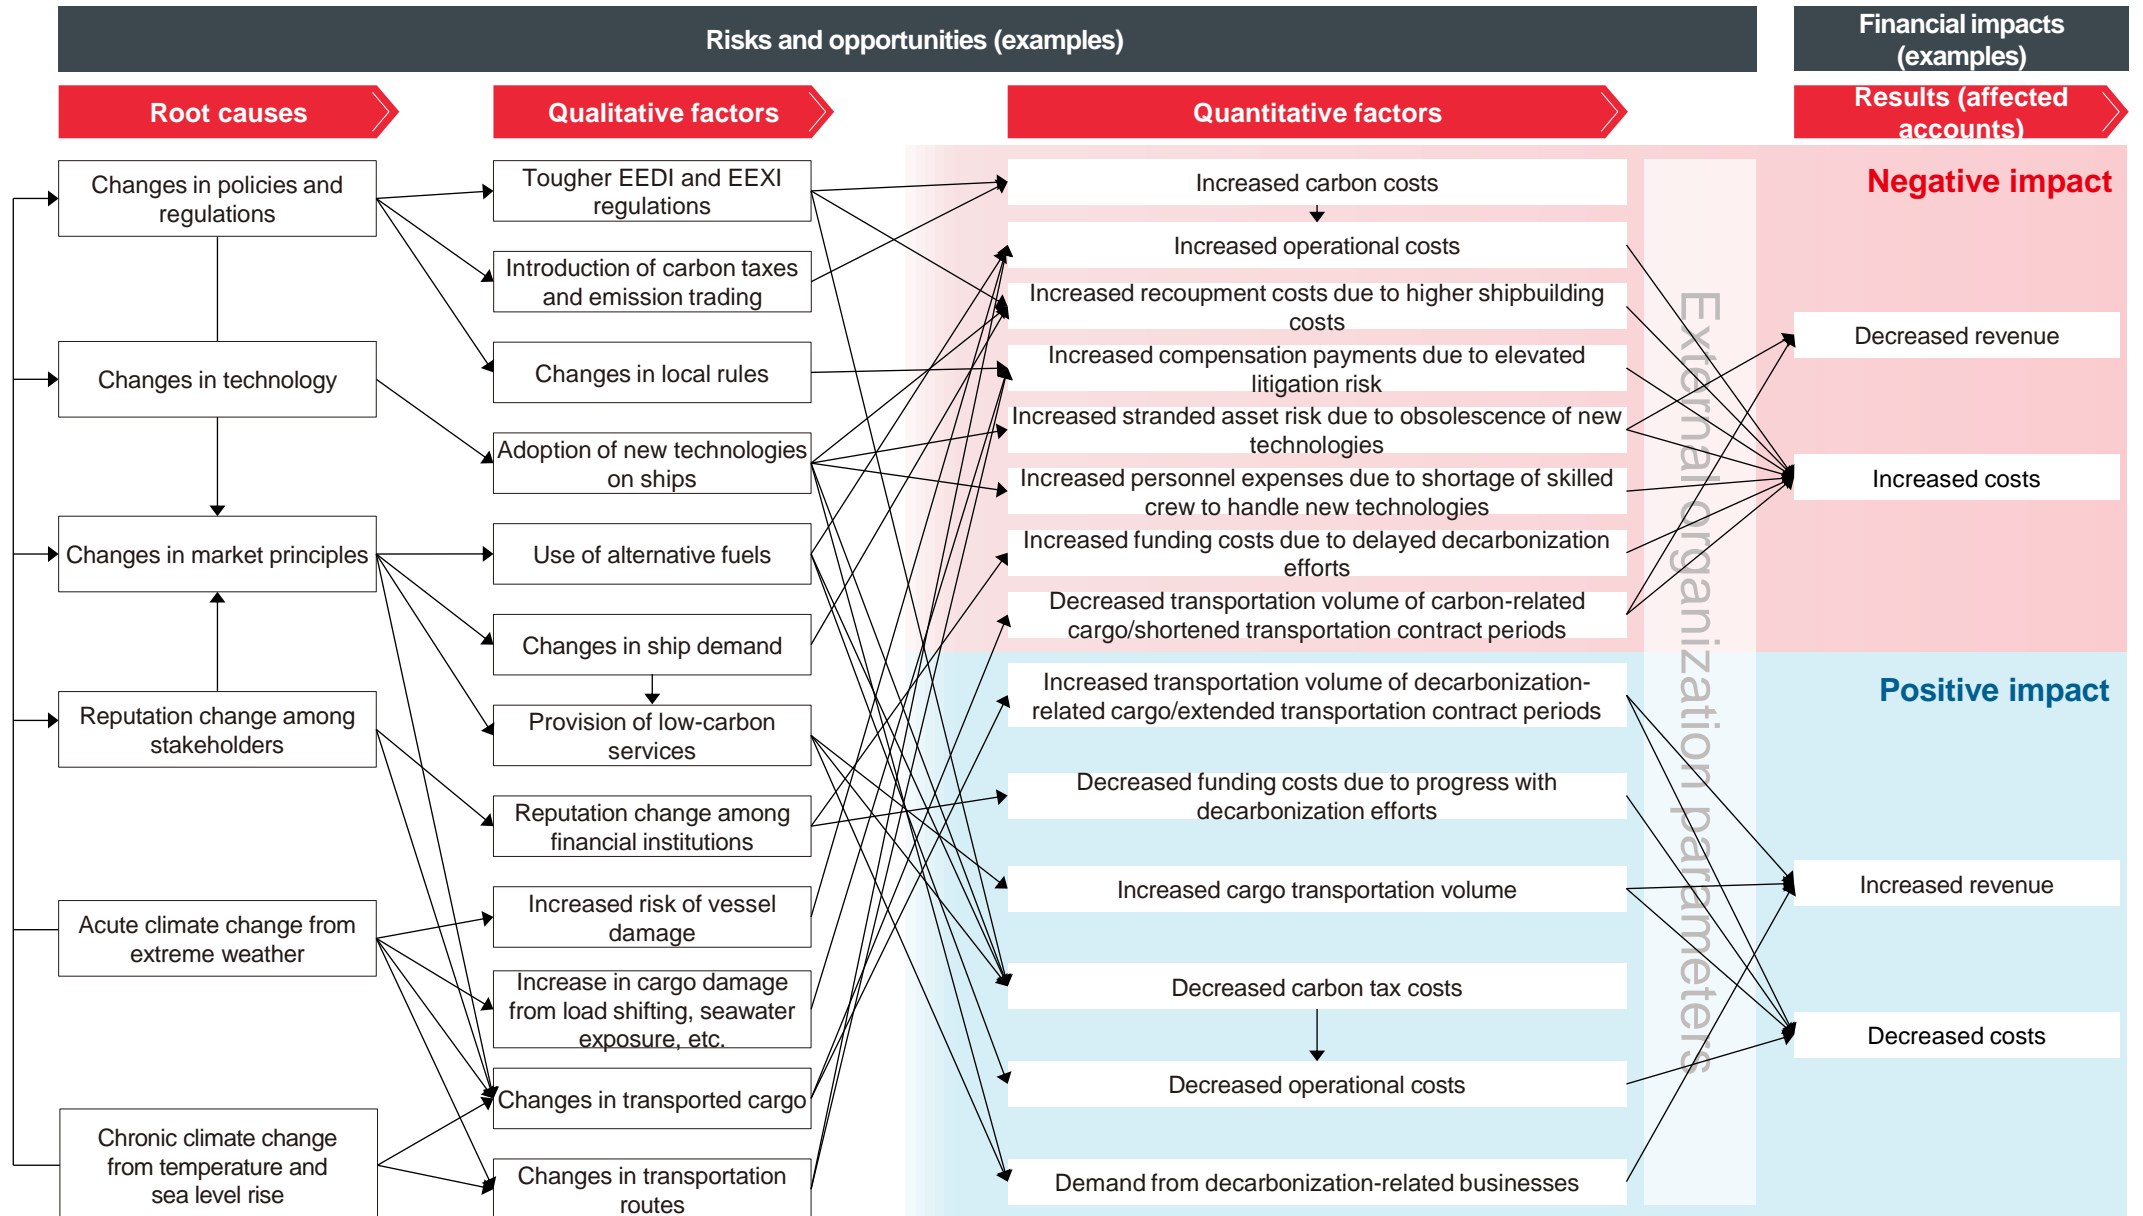 Risks and opportunities (examples)
Financial impacts
(examples)
Root causes
Qualitative factors
Quantitative factors
Results (affected
accounts)
Changes in policies and
regulations
Changes in technology
Changes in market principles
Reputation change among
stakeholders
Acute climate change from
extreme weather
Chronic climate change
from temperature and
sea level rise
Tougher EEDI and EEXI
regulations
Introduction of carbon taxes
and emission trading
Changes in local rules
Adoption of new technologies
on ships
Use of alternative fuels
Changes in ship demand
Provision of low-carbon
services
Reputation change among
financial institutions
Increased risk of vessel
damage
Increase in cargo damage
from load shifting, seawater
exposure, etc.
Changes in transported cargo
Changes in transportation
routes
Increased carbon costs
Increased operational costs
Increased recoupment costs due to higher shipbuilding
costs
Increased compensation payments due to elevated
litigation risk
Increased stranded asset risk due to obsolescence of new
technologies
Increased personnel expenses due to shortage of skilled
crew to handle new technologies
Increased funding costs due to delayed decarbonization
efforts
Decreased transportation volume of carbon-related
cargo/shortened transportation contract periods
Increased transportation volume of decarbonization-
related cargo/extended transportation contract periods
Decreased funding costs due to progress with
decarbonization efforts
Increased cargo transportation volume
Decreased carbon tax costs
Decreased operational costs
Demand from decarbonization-related businesses
External organization parameters
Negative impact
Decreased revenue
Increased costs
Positive impact
Increased revenue
Decreased costs